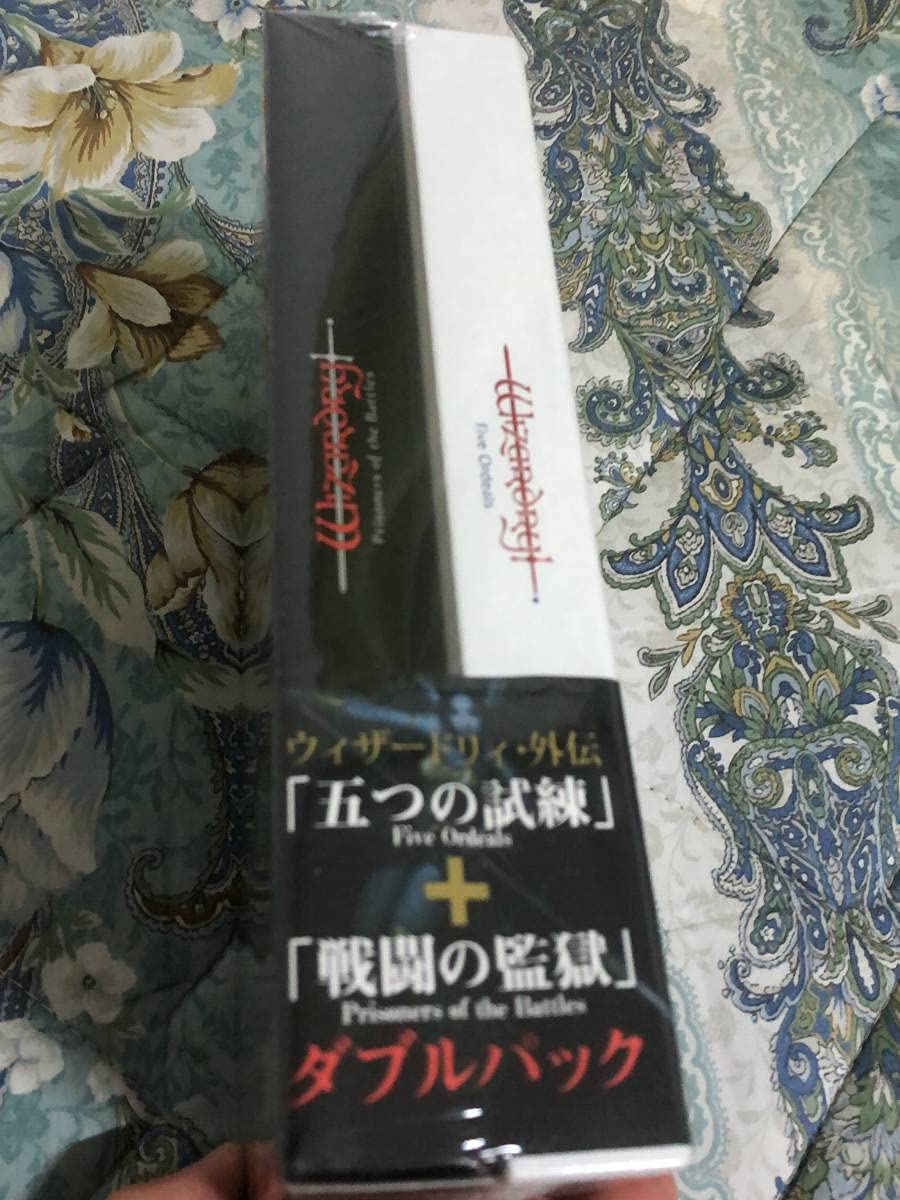 Wizardry
Prisoners of the Battles
Wizardry
Five Ordeals
ウィザードリィ・外伝
「五つの試練」
Five Ordeals
+
「戦闘の監獄」
Prisoners of the Battles
ダブルパック